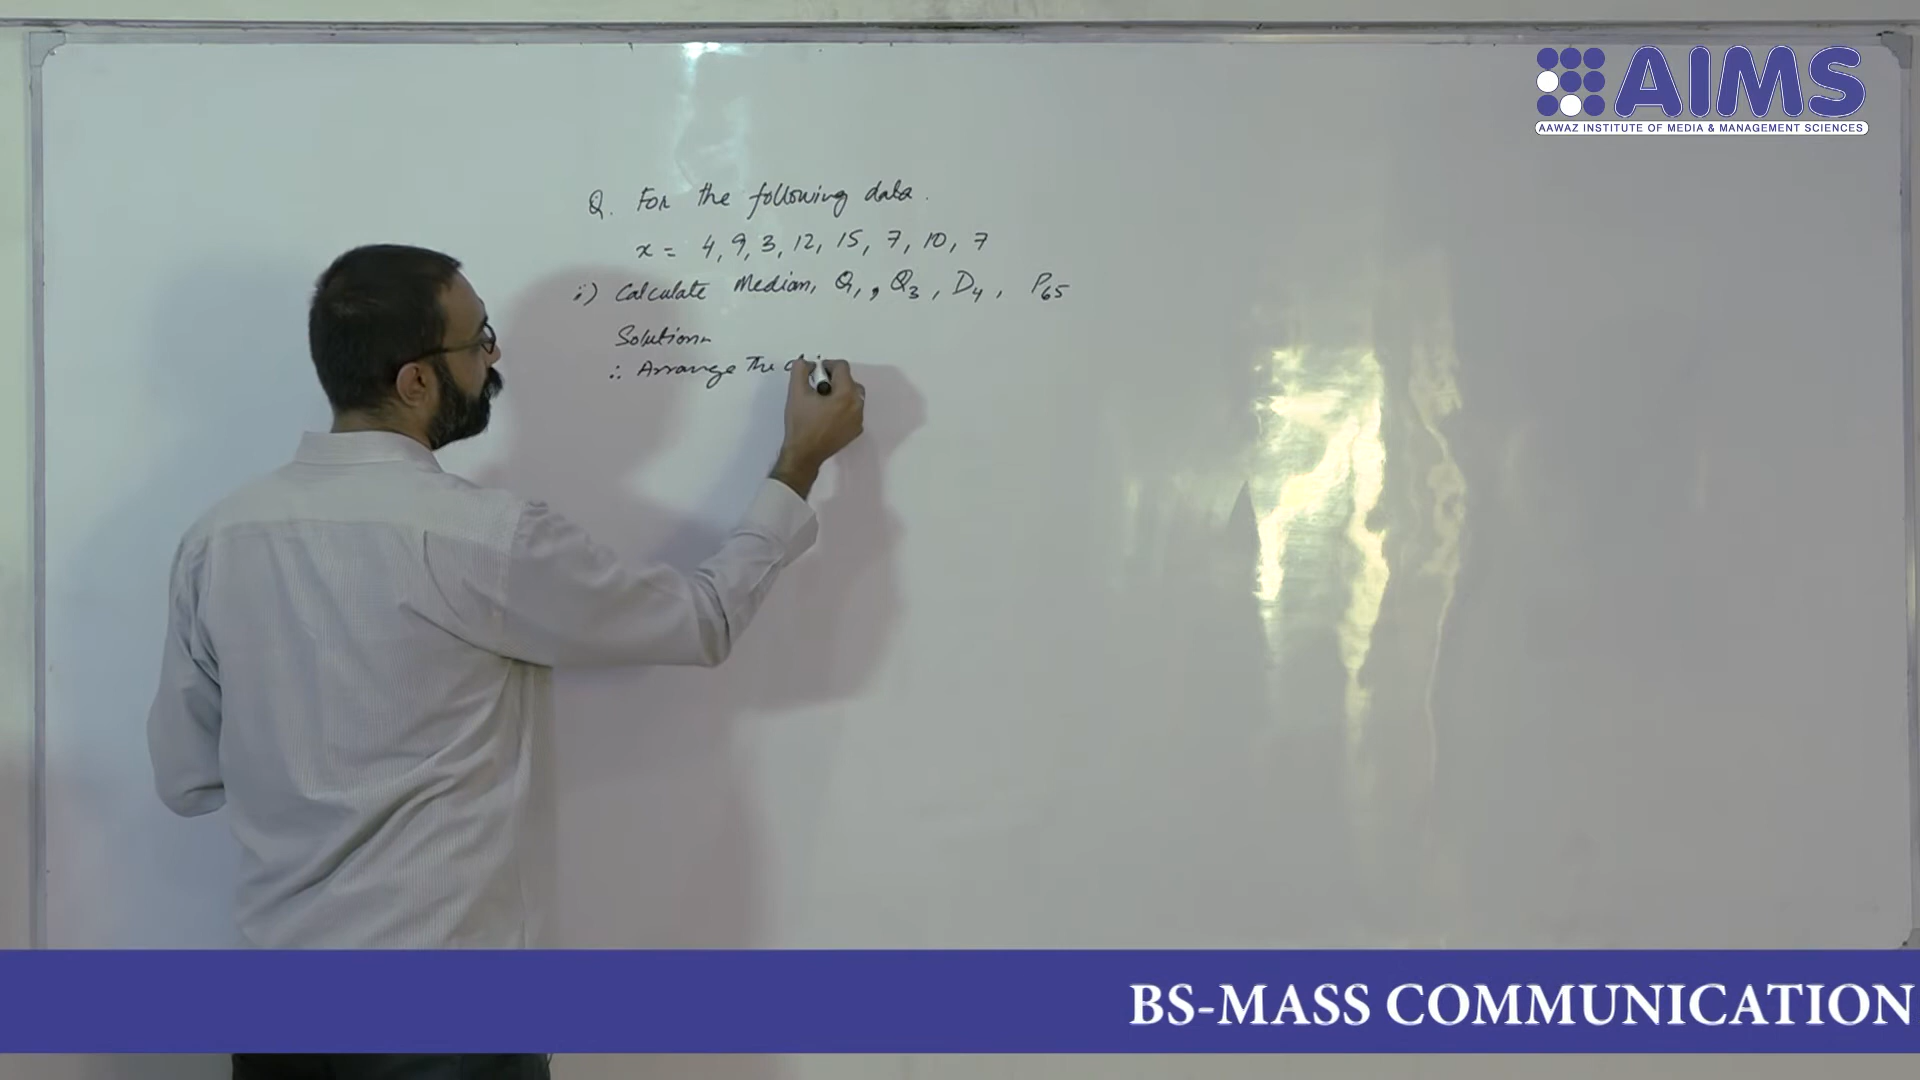 AIMS
AAWAZ INSTITUTE OF MEDIA & MANAGEMENT SCIENCES
Q. For the following data.
x = 4, 9, 3, 12, 15, 7, 10, 7
i) Calculate Median, Q1, Q3, D4, P65
Solution
∴ Arrange The
BS-MASS COMMUNICATION